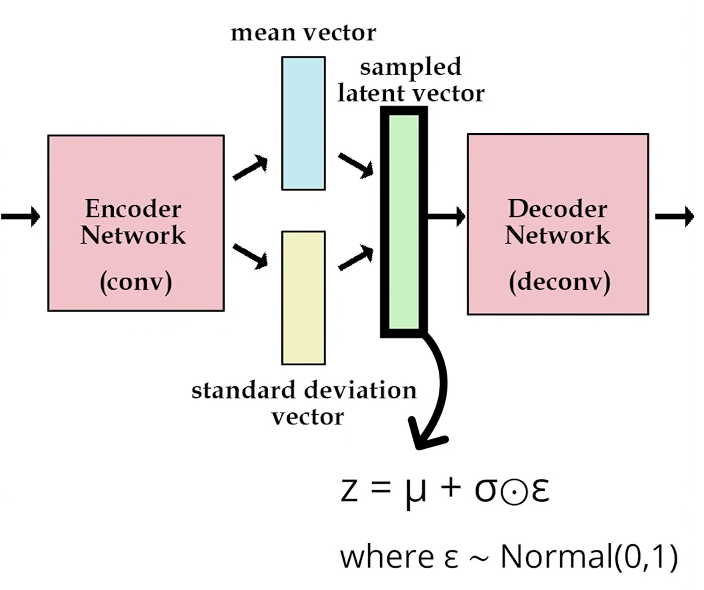 mean vector
sampled
latent vector
Encoder
Network
(conv)
Decoder
Network
(deconv)
standard deviation
vector
z = μ + σ⊙ε
where ε ~ Normal(0,1)